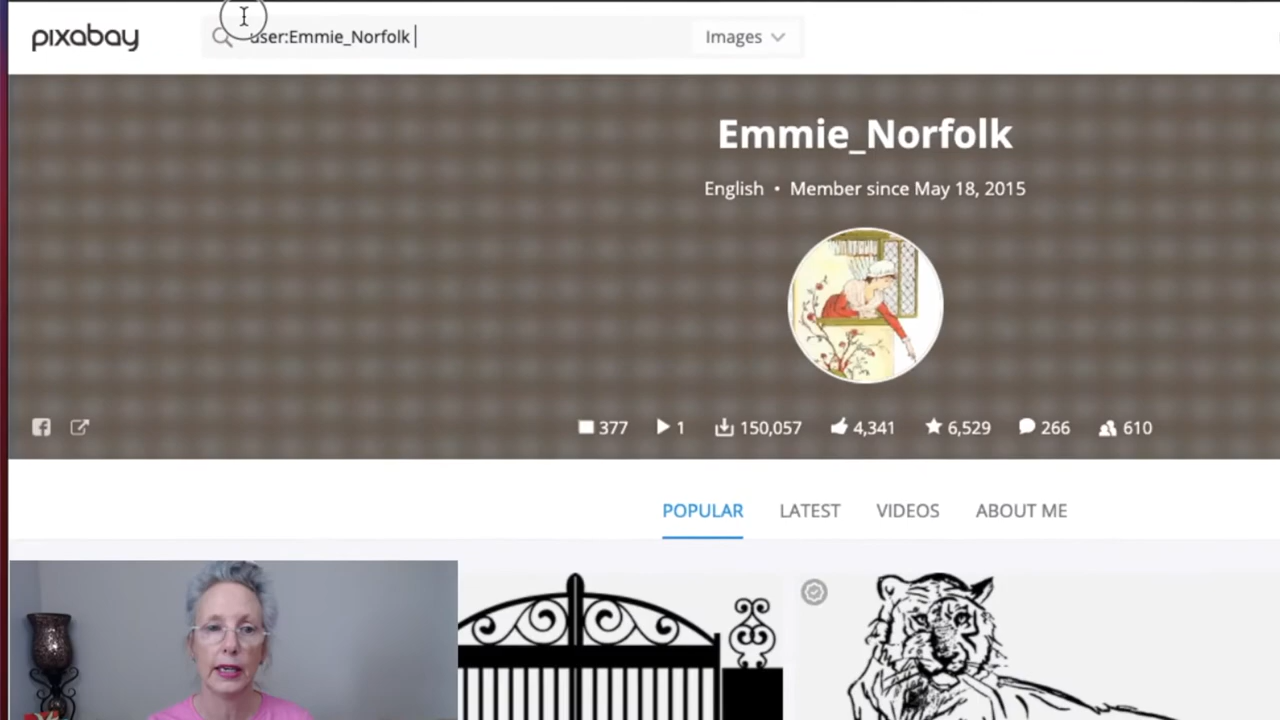 pixabay
user:Emmie_Norfolk
Images
Emmie_Norfolk
English • Member since May 18, 2015
377 1 150,057 4,341 6,529 266 610
POPULAR LATEST VIDEOS ABOUT ME